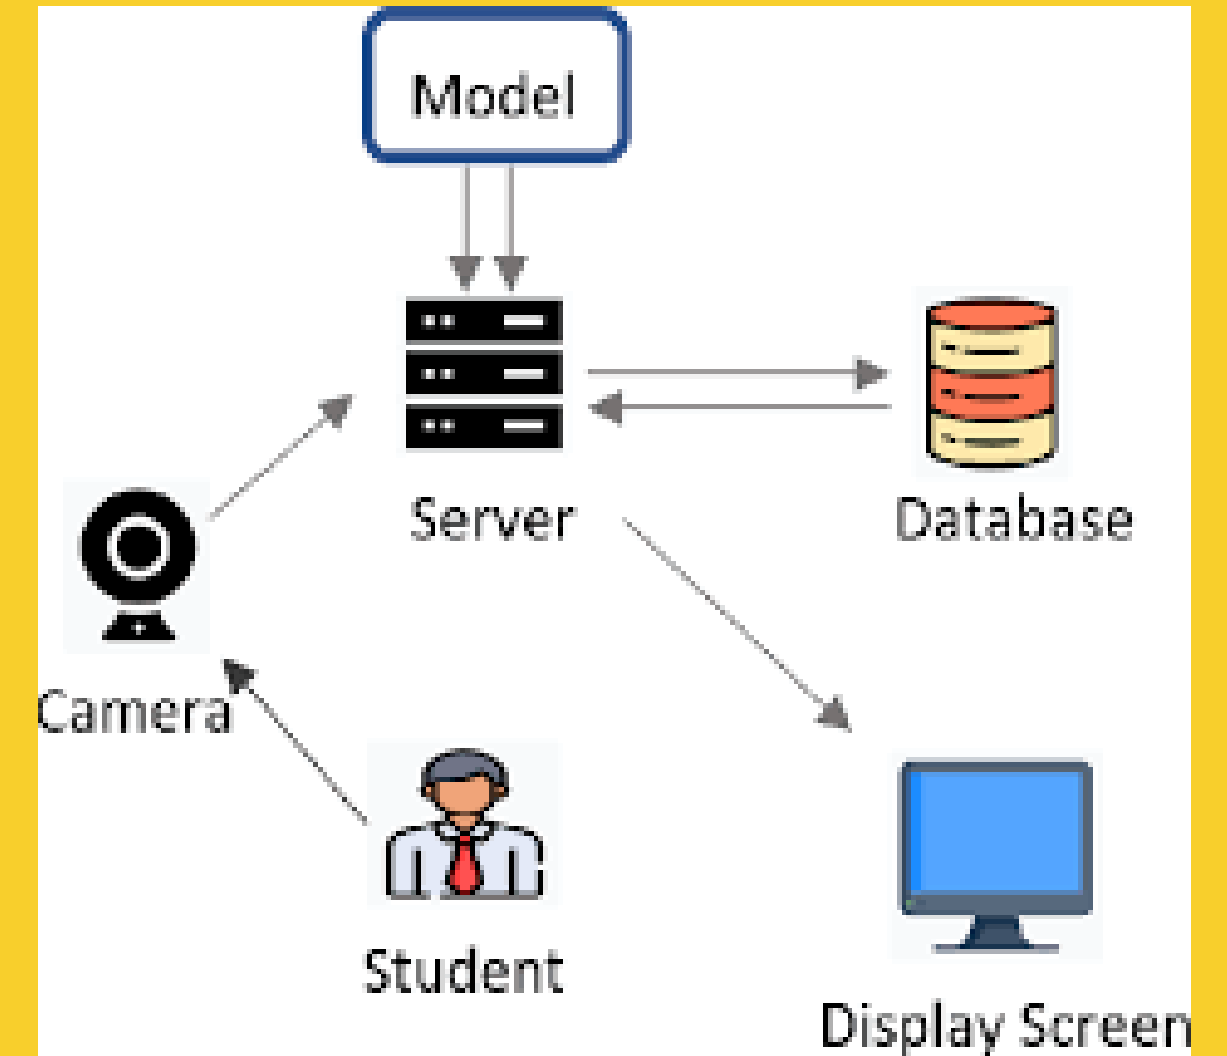 Model
Server
Database
Camera
Student
Display Screen